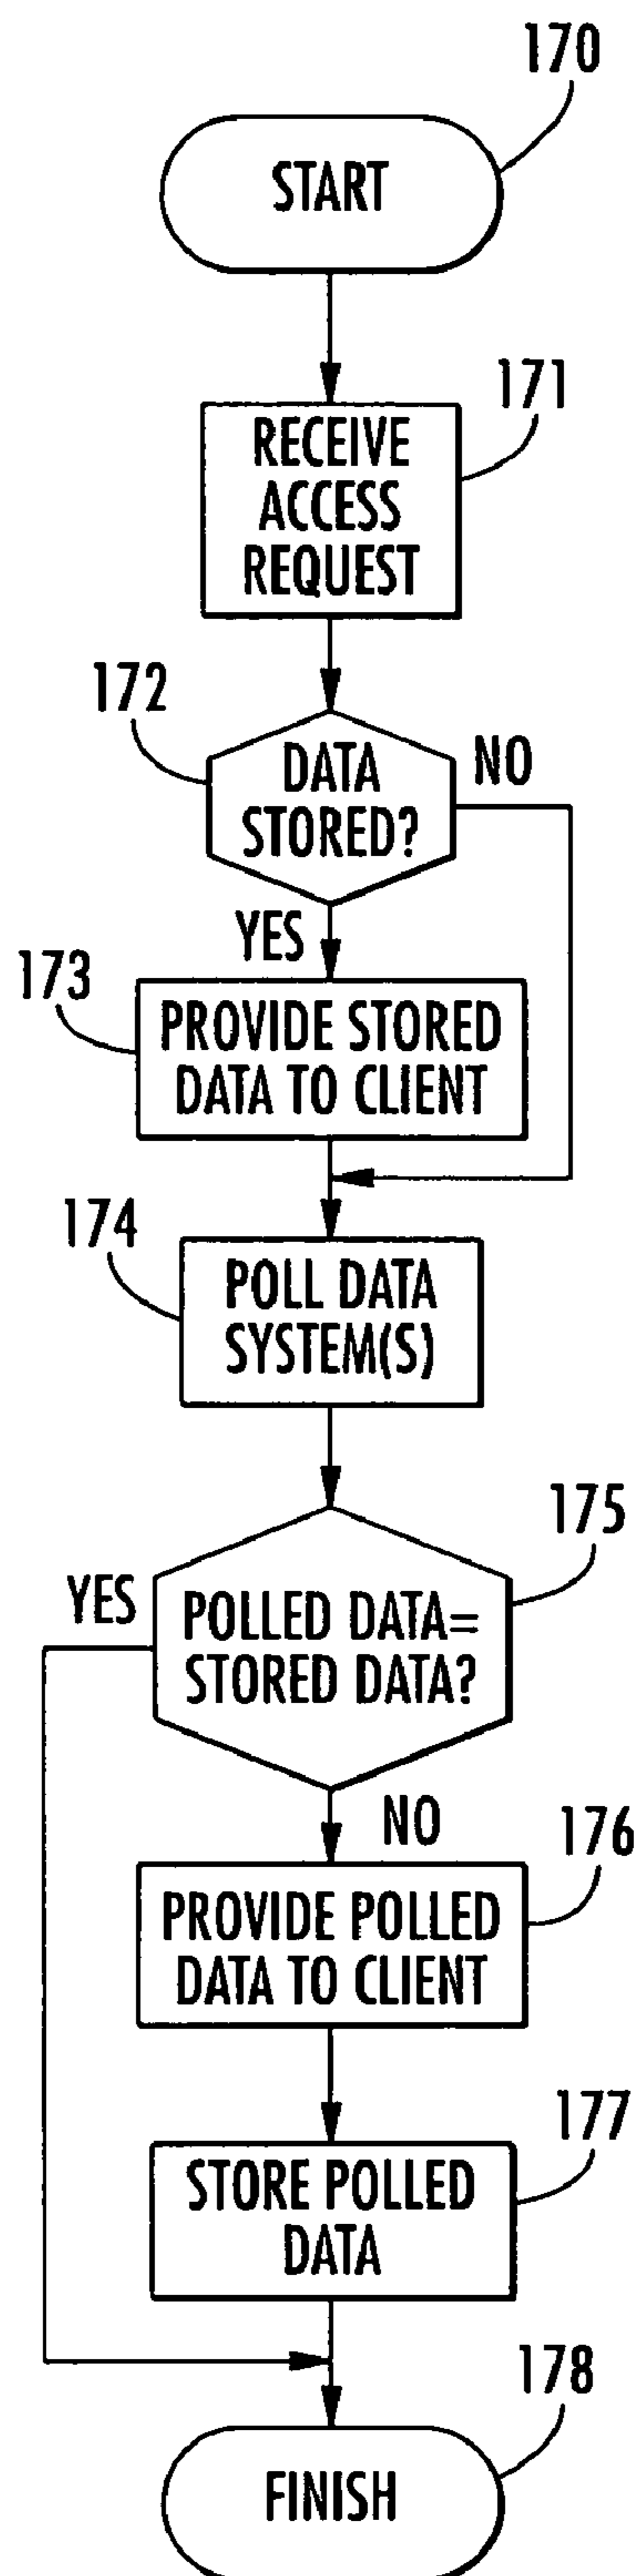 170
START
171
RECEIVE
ACCESS
REQUEST
172
DATA
STORED?
NO
YES
173
PROVIDE STORED
DATA TO CLIENT
174
POLL DATA
SYSTEM(S)
175
YES
POLLED DATA=
STORED DATA?
NO
176
PROVIDE POLLED
DATA TO CLIENT
177
STORE POLLED
DATA
178
FINISH